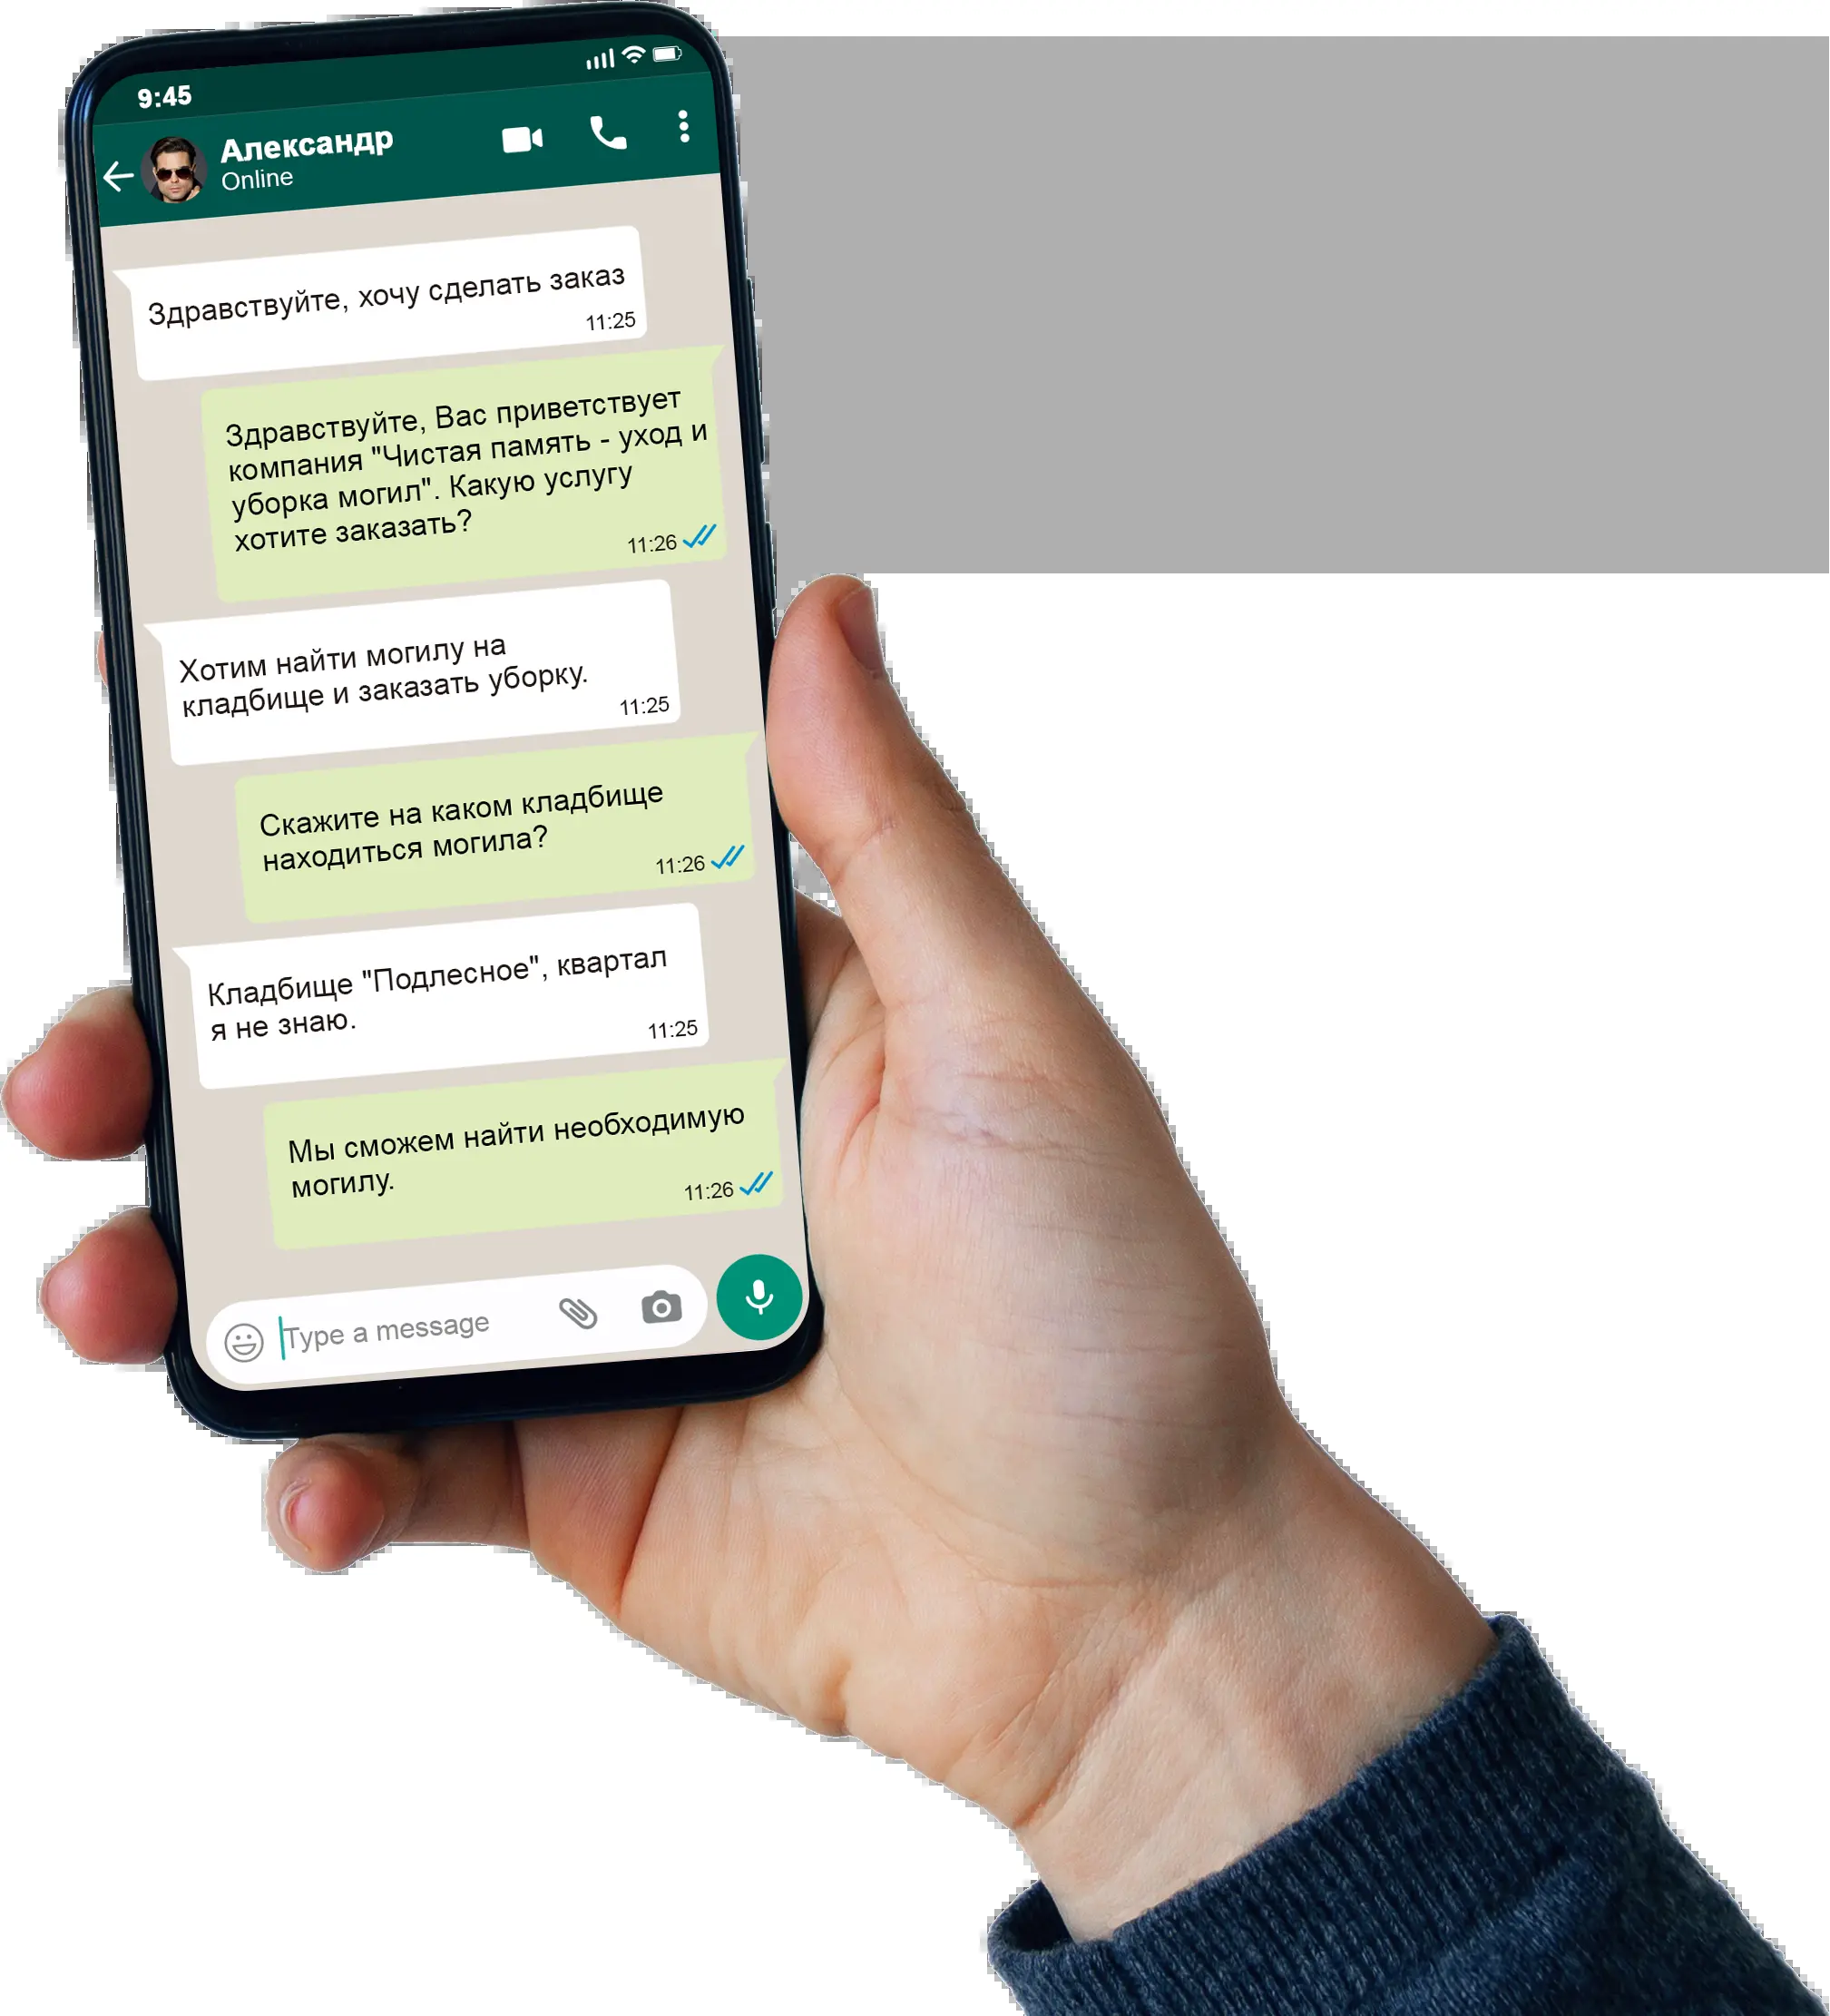 9:45
Александр
Online
Здравствуйте, хочу сделать заказ
11:25
Здравствуйте, Вас приветствует
компания "Чистая память - уход и
уборка могил". Какую услугу
хотите заказать?
11:26
Хотим найти могилу на
кладбище и заказать уборку.
11:25
Скажите на каком кладбище
находиться могила?
11:26
Кладбище "Подлесное", квартал
я не знаю.
11:25
Мы сможем найти необходимую
могилу.
11:26
Type a message